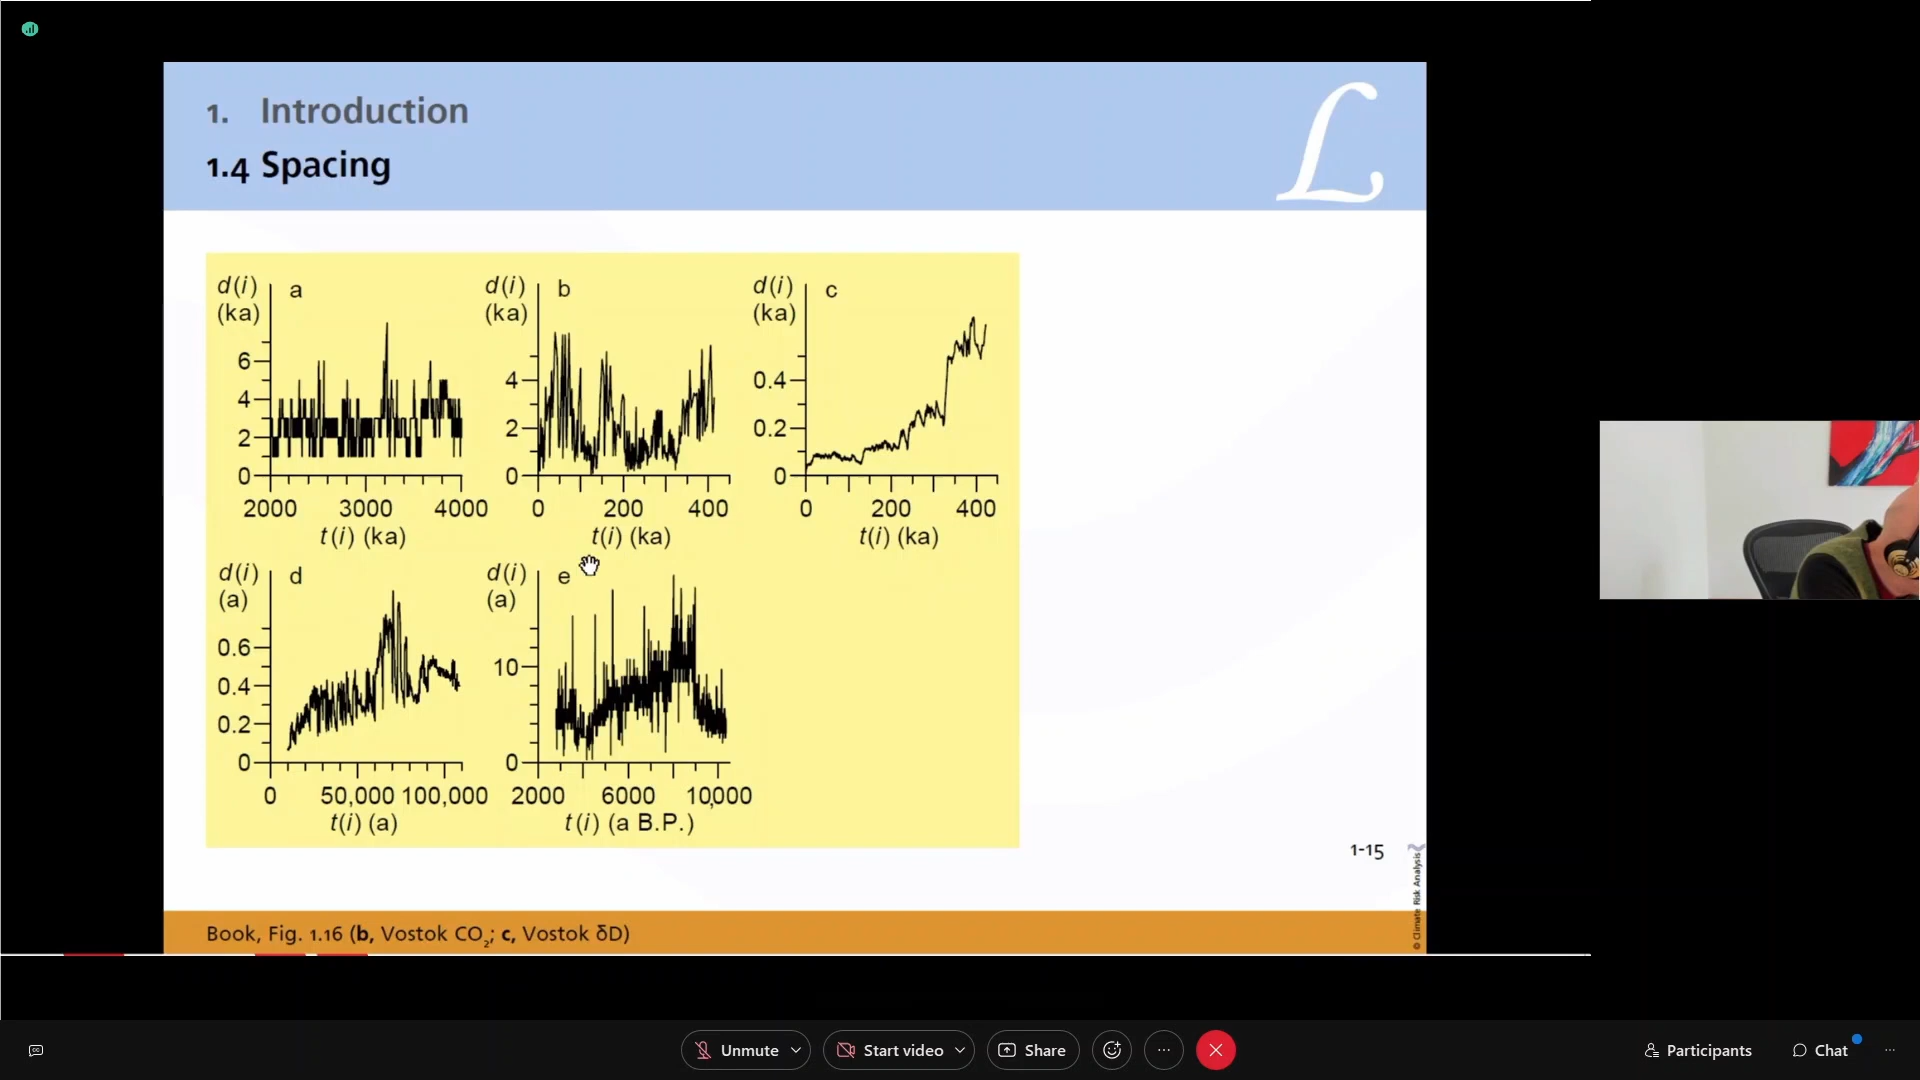 1. Introduction
1.4 Spacing
L
d(i) a
(ka)
6
4
2
0
2000 3000 4000
t(i) (ka)
d(i) b
(ka)
4
2
0
0 200 400
t(i) (ka)
d(i) c
(ka)
0.4
0.2
0
0 200 400
t(i) (ka)
d(i) d
(a)
0.6
0.4
0.2
0
0 50,000 100,000
t(i) (a)
d(i) e
(a)
10
0
2000 6000 10,000
t(i) (a B.P.)
1-15
© Climate Risk Analysis
Book, Fig. 1.16 (b, Vostok CO₂; c, Vostok δD)
Unmute
Start video
Share
Participants
Chat